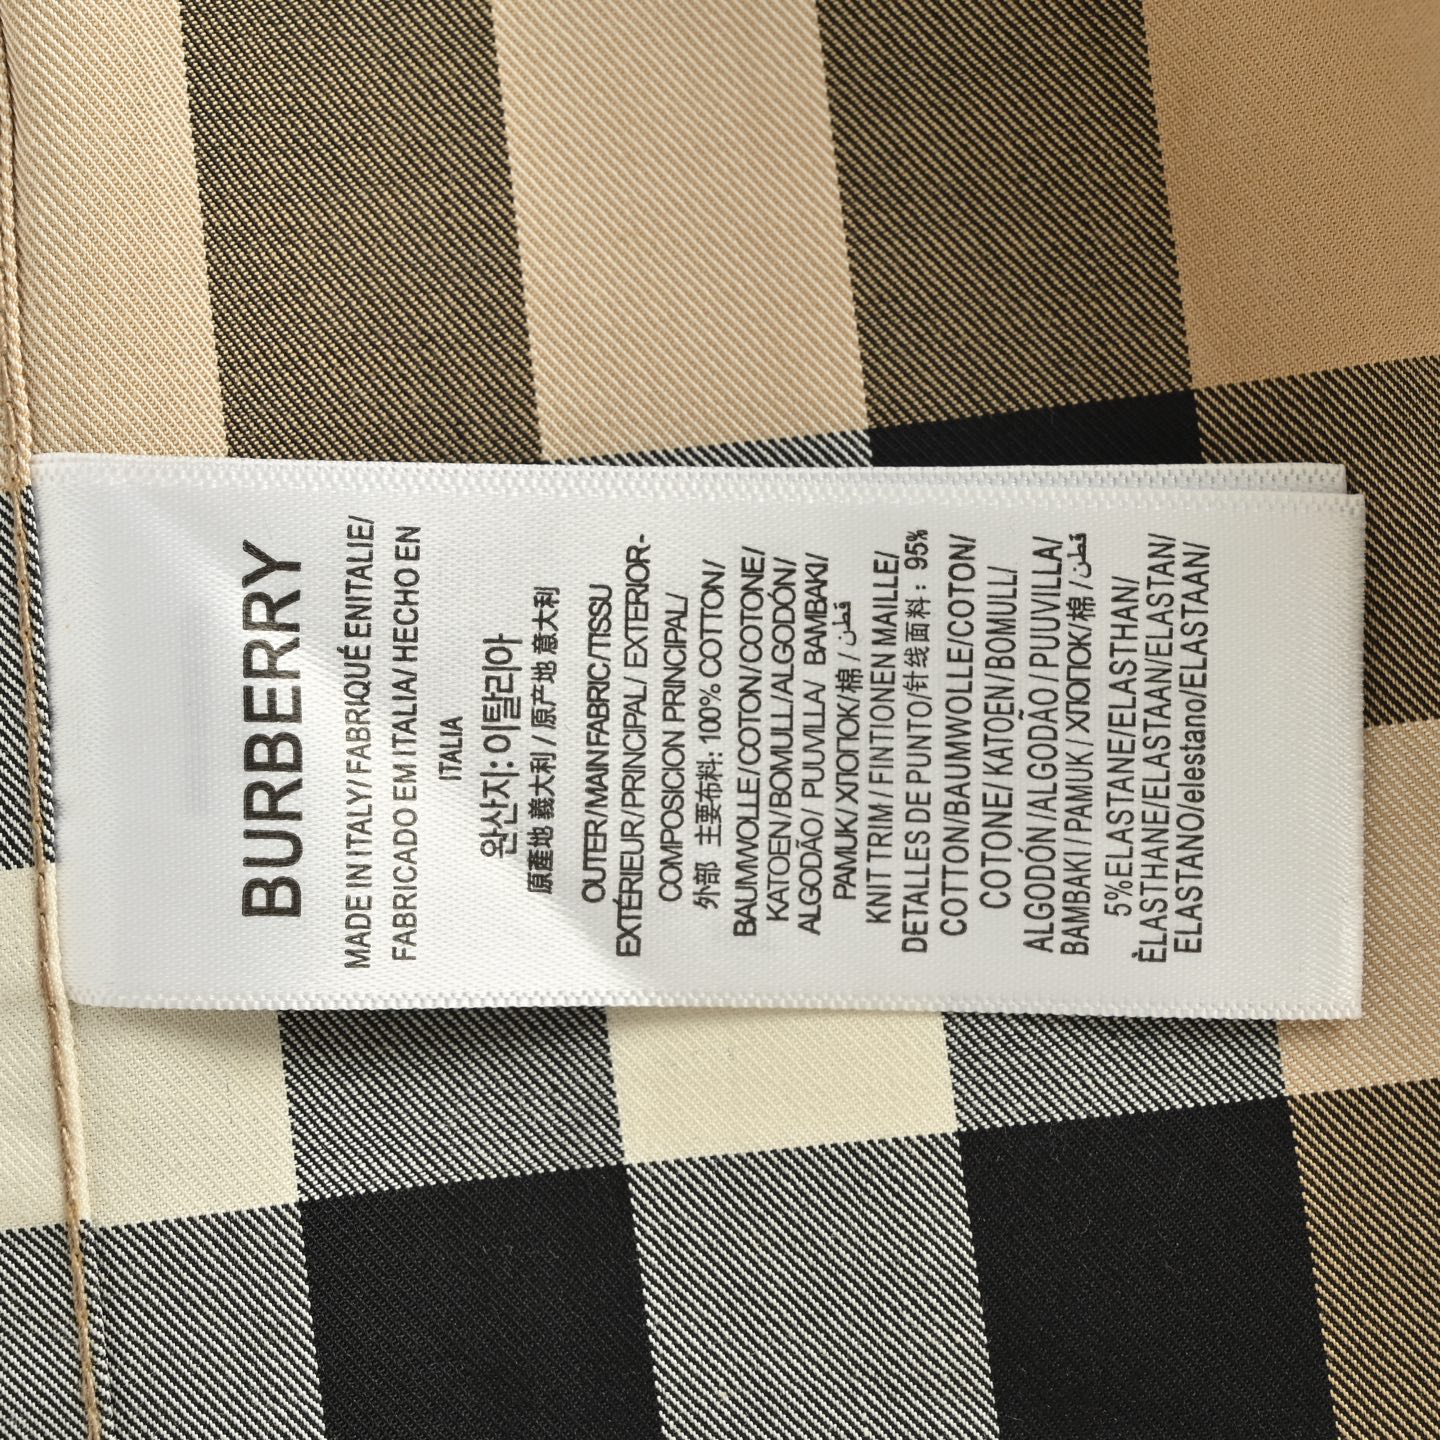 BURBERRY
MADE IN ITALY/FABRIQUÉ ENITALIE/
FABRICADO EM ITALIA/HECHO EN
ITALIA
완산지:이탈리아
原產地 義大利 / 原产地 意大利
OUTER/MAIN FABRIC/TISSU
EXTÉRIEUR/PRINCIPAL/ EXTERIOR-
COMPOSICION PRINCIPAL/
外部 主要布料: 100% COTTON/
BAUMWOLLE/COTON/COTONE/
KATOEN/BOMULL/ALGODÓN/
ALGODÃO/ PUUVILLA/ BAMBAKI/
PAMUK/ХЛОПОК/棉 / قطن
KNIT TRIM / FINTIONEN MAILLE/
DETALLES DE PUNTO/针线面料: 95%
COTTON/BAUMWOLLE/COTON/
COTONE/ KATOEN/BOMULL/
ALGODÓN /ALGODÃO / PUUVILLA/
BAMBAKI / PAMUK / ХЛОПОК/棉/قطن
5%ELASTANE/ELASTHAN/
ÈLASTHANE/ELASTAAN/ELASTAN/
ELASTANO/elestano/ELASTAAN/